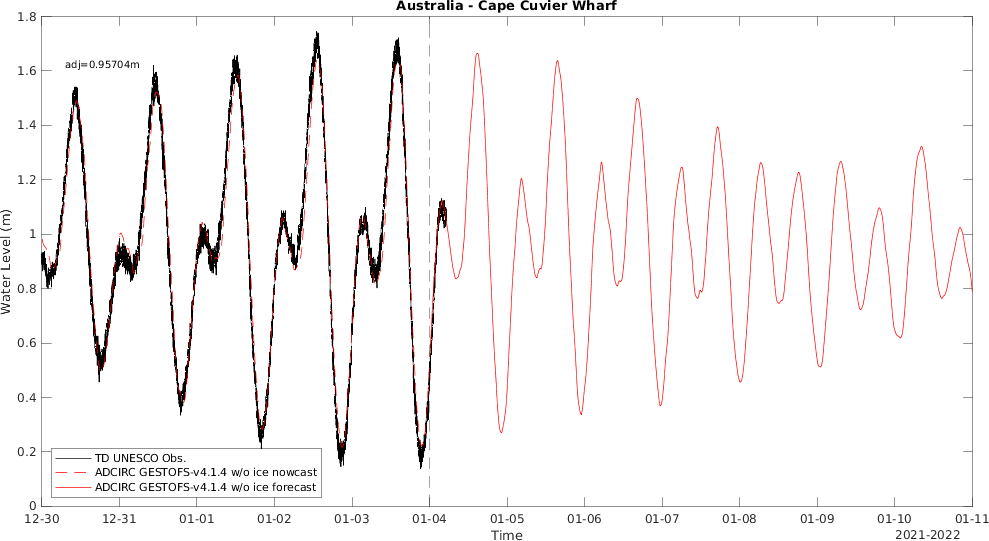 Australia - Cape Cuvier Wharf
1.8
1.6
1.4
1.2
1
0.8
0.6
0.4
0.2
0
Water Level (m)
adj=0.95704m
TD UNESCO Obs.
ADCIRC GESTOFS-v4.1.4 w/o ice nowcast
ADCIRC GESTOFS-v4.1.4 w/o ice forecast
12-30 12-31 01-01 01-02 01-03 01-04 01-05 01-06 01-07 01-08 01-09 01-10 01-11
Time
2021-2022